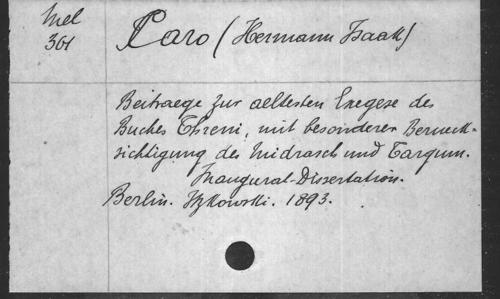 Mel
361
Caro (Hermann Isaak)
Beitraege zur aeltesten Exegese des
Buches Threni, mit besonderer Beruck-
sichtigung des Midrasch und Targum.
Inaugural-Dissertation.
Berlin. Itzkowski. 1893.